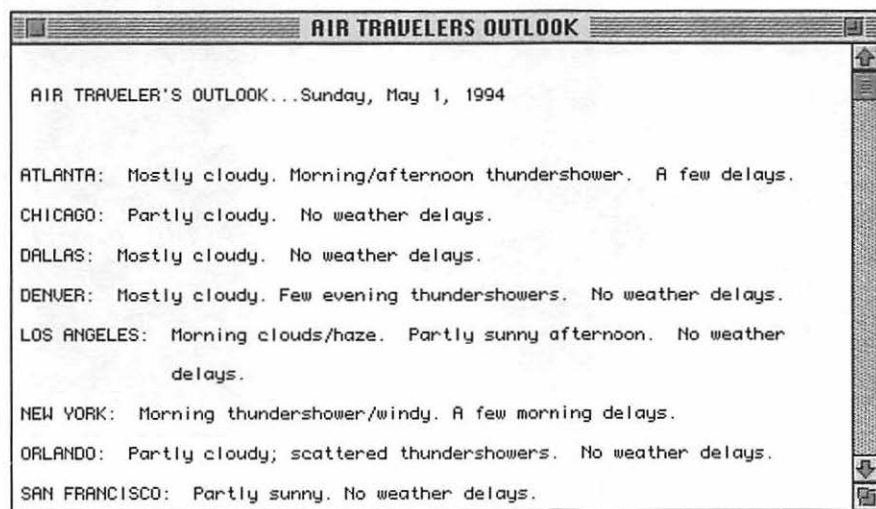 AIR TRAVELERS OUTLOOK
AIR TRAVELER'S OUTLOOK...Sunday, May 1, 1994
ATLANTA: Mostly cloudy. Morning/afternoon thundershower. A few delays.
CHICAGO: Partly cloudy. No weather delays.
DALLAS: Mostly cloudy. No weather delays.
DENVER: Mostly cloudy. Few evening thundershowers. No weather delays.
LOS ANGELES: Morning clouds/haze. Partly sunny afternoon. No weather
delays.
NEW YORK: Morning thundershower/windy. A few morning delays.
ORLANDO: Partly cloudy; scattered thundershowers. No weather delays.
SAN FRANCISCO: Partly sunny. No weather delays.